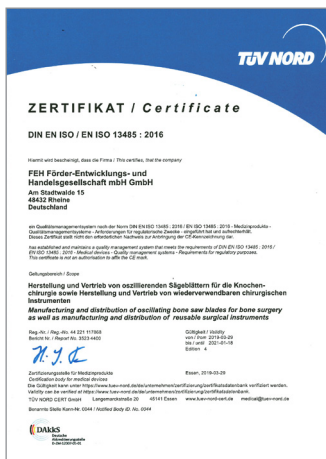 TÜV NORD
ZERTIFIKAT / Certificate
DIN EN ISO / EN ISO 13485 : 2016
Hiermit wird bescheinigt, dass die Firma / This certifies, that the company
FEH Förder-Entwicklungs- und
Handelsgesellschaft mbH GmbH
Am Stadtwalde 15
48432 Rheine
Deutschland
ein Qualitätsmanagementsystem nach der Norm DIN EN ISO 13485 : 2016 / EN ISO 13485 : 2016 - Medizinprodukte -
Qualitätsmanagementsysteme - Anforderungen für regulatorische Zwecke - eingeführt hat und aufrechterhält.
Dieses Zertifikat stellt nicht den erforderlichen Nachweis zur Anbringung der CE-Kennzeichnung dar.
has established and maintains a quality management system that meets the requirements of DIN EN ISO 13485 : 2016 /
EN ISO 13485 : 2016 - Medical devices - Quality management systems - Requirements for regulatory purposes.
This certificate is not an authorisation to affix the CE-mark.
Geltungsbereich / Scope
Herstellung und Vertrieb von oszillierenden Sägeblättern für die Knochen-
chirurgie sowie Herstellung und Vertrieb von wiederverwendbaren chirurgischen
Instrumenten
Manufacturing and distribution of oscillating bone saw blades for bone surgery
as well as manufacturing and distribution of reusable surgical instruments
Reg.-Nr. / Reg.-No. 44 221 117869
Bericht Nr. / Report No. 3523 4400
Gültigkeit / Validity
von / from 2019-03-29
bis / until 2021-01-18
Edition 4
Zertifizierungsstelle für Medizinprodukte
Certification body for medical devices
Essen, 2019-03-29
Die Gültigkeit kann unter https://www.tuev-nord.de/de/unternehmen/zertifizierung/zertifikatsdatenbank verifiziert werden.
Validity can be verified at https://www.tuev-nord.de/de/unternehmen/zertifizierung/zertifikatsdatenbank.
TÜV NORD CERT GmbH Langemarckstraße 20 45141 Essen www.tuev-nord-cert.de medical@tuev-nord.de
Benannte Stelle Kenn-Nr. 0044 / Notified Body ID. No. 0044
DAkkS
Deutsche
Akkreditierungsstelle